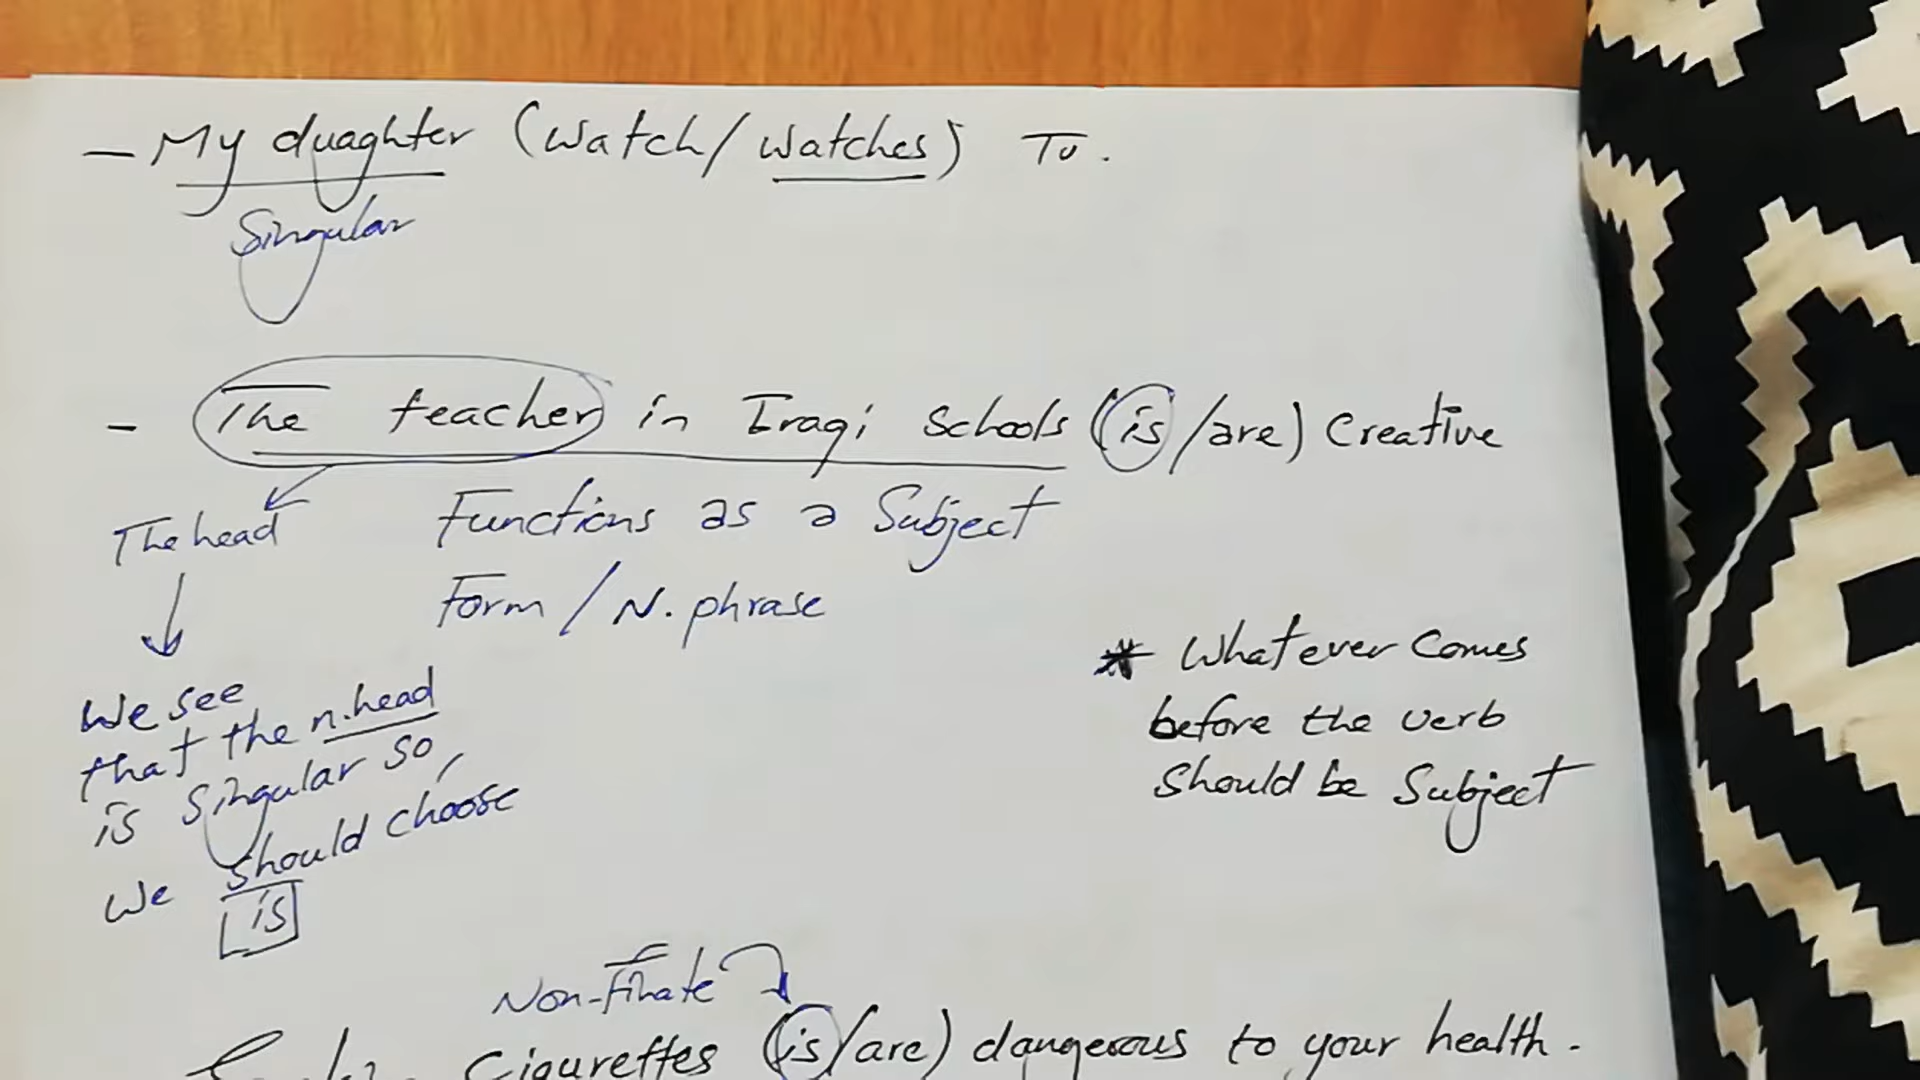 – My duaghter (watch/watches) Tv.
Singular
- The teacher in Iraqi Schools (is/are) Creative
The head
Functions as a Subject
Form / N. phrase
We see
that the n.head
is Singular so,
We should choose
is
* Whatever Comes
before the verb
Should be Subject
Non-Finate
Cigurettes (is/are) dangerous to your health.